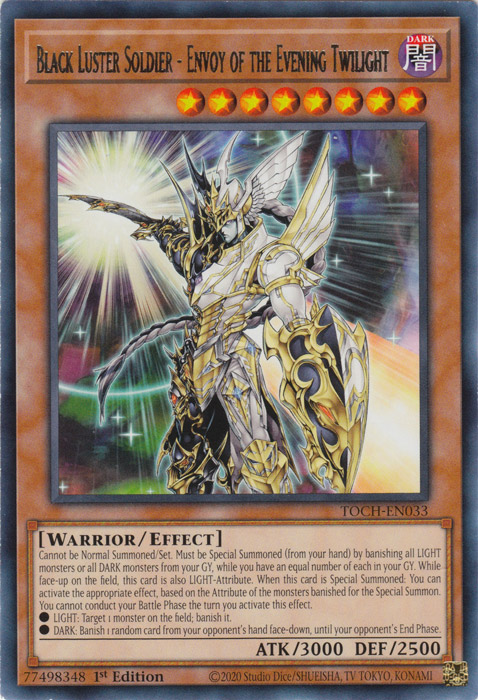 Black Luster Soldier - Envoy of the Evening Twilight
DARK
闇
TOCH-EN033
[Warrior/Effect]
Cannot be Normal Summoned/Set. Must be Special Summoned (from your hand) by banishing all LIGHT
monsters or all DARK monsters from your GY, while you have an equal number of each in your GY. While
face-up on the field, this card is also LIGHT-Attribute. When this card is Special Summoned: You can
activate the appropriate effect, based on the Attribute of the monsters banished for the Special Summon.
You cannot conduct your Battle Phase the turn you activate this effect.
● LIGHT: Target 1 monster on the field; banish it.
● DARK: Banish 1 random card from your opponent's hand face-down, until your opponent's End Phase.
ATK/3000 DEF/2500
77498348 1st Edition ©2020 Studio Dice/SHUEISHA, TV TOKYO, KONAMI